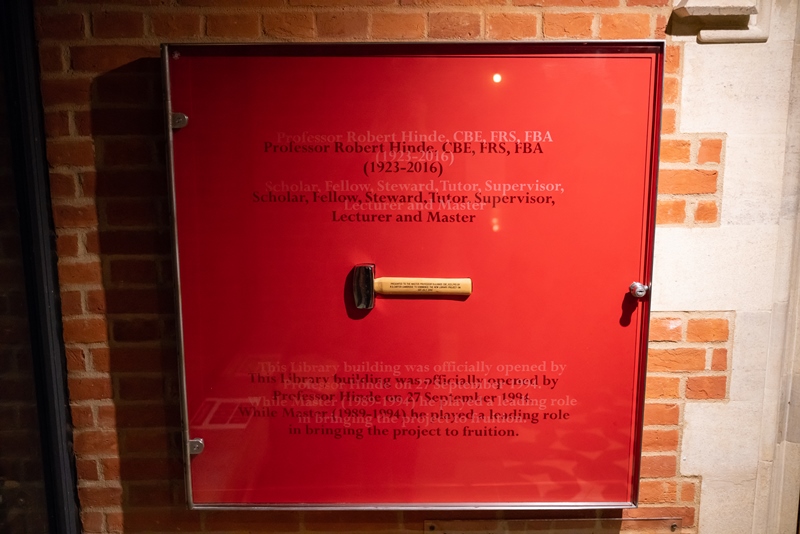 Professor Robert Hinde, CBE, FRS, FBA
(1923-2016)
Scholar, Fellow, Steward, Tutor, Supervisor,
Lecturer and Master
This Library building was officially opened by
Professor Hinde on 27 September 1994.
While Master (1989-1994) he played a leading role
in bringing the project to fruition.